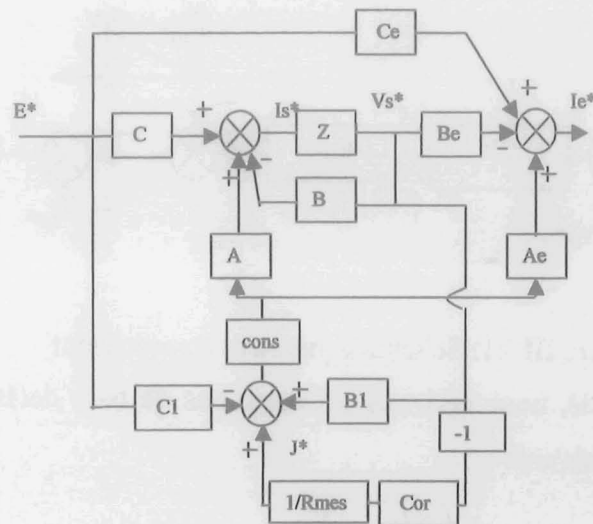 Ce
E* Is* Vs* Ie*
+ + +
C Z Be
- -
+ +
B
A Ae
cons
- +
C1 B1
-1
+ J*
1/Rmes Cor